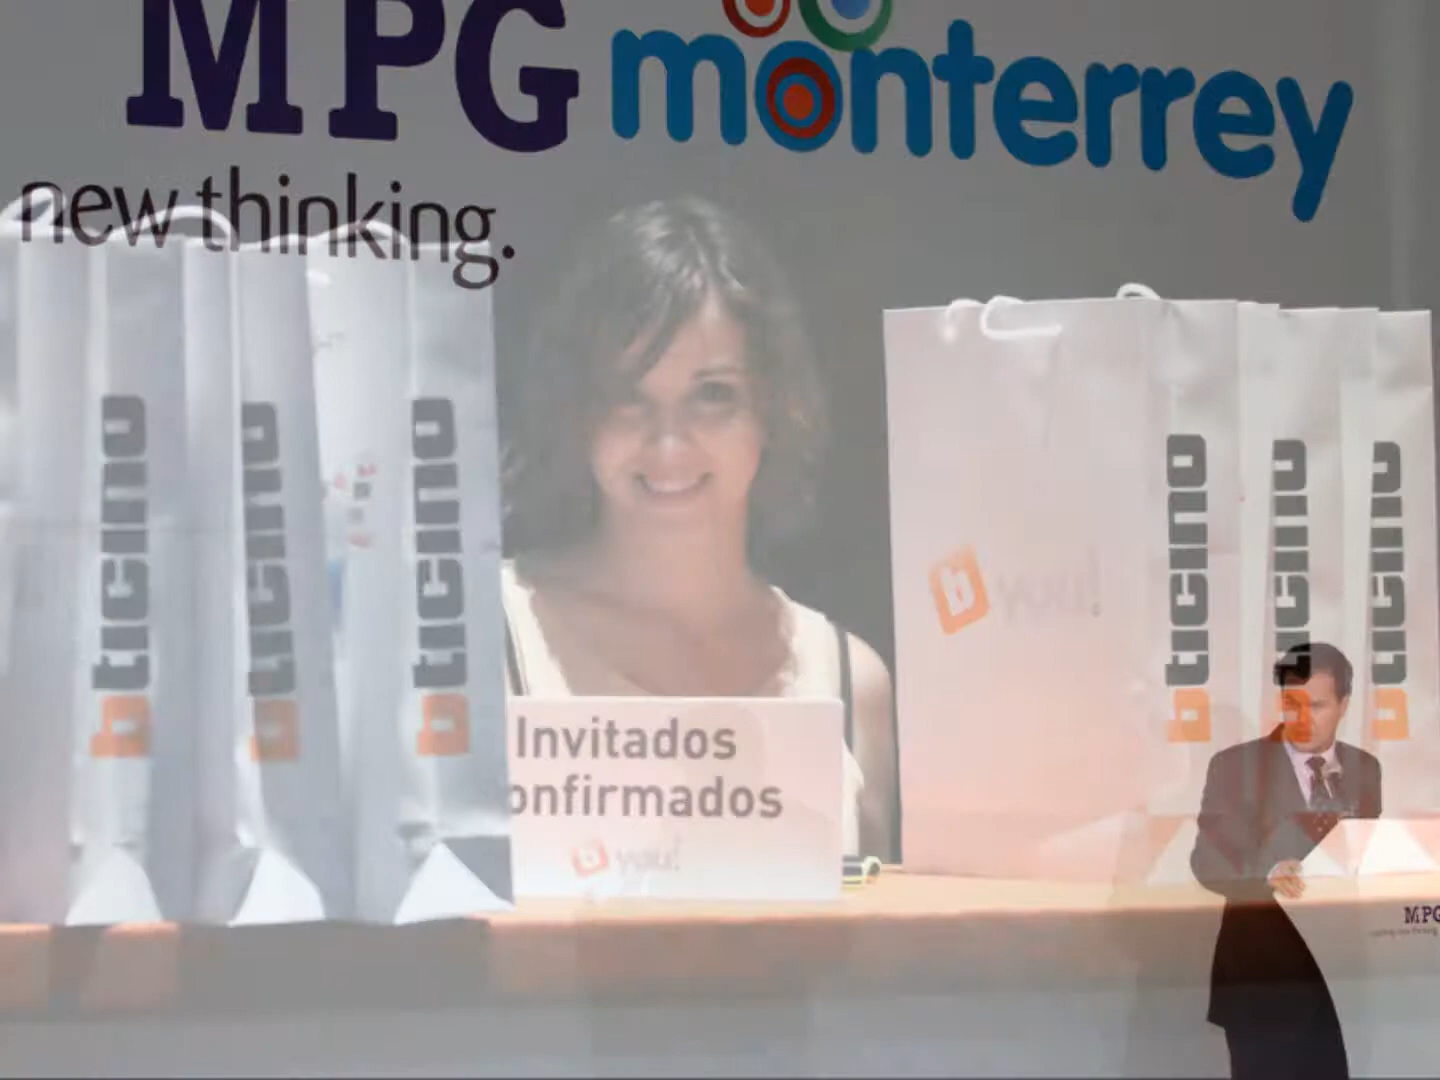 MPG monterrey
new thinking.
bticino
bticino
bticino
b you!
bticino
bticino
bticino
Invitados
onfirmados
b you!
MPG